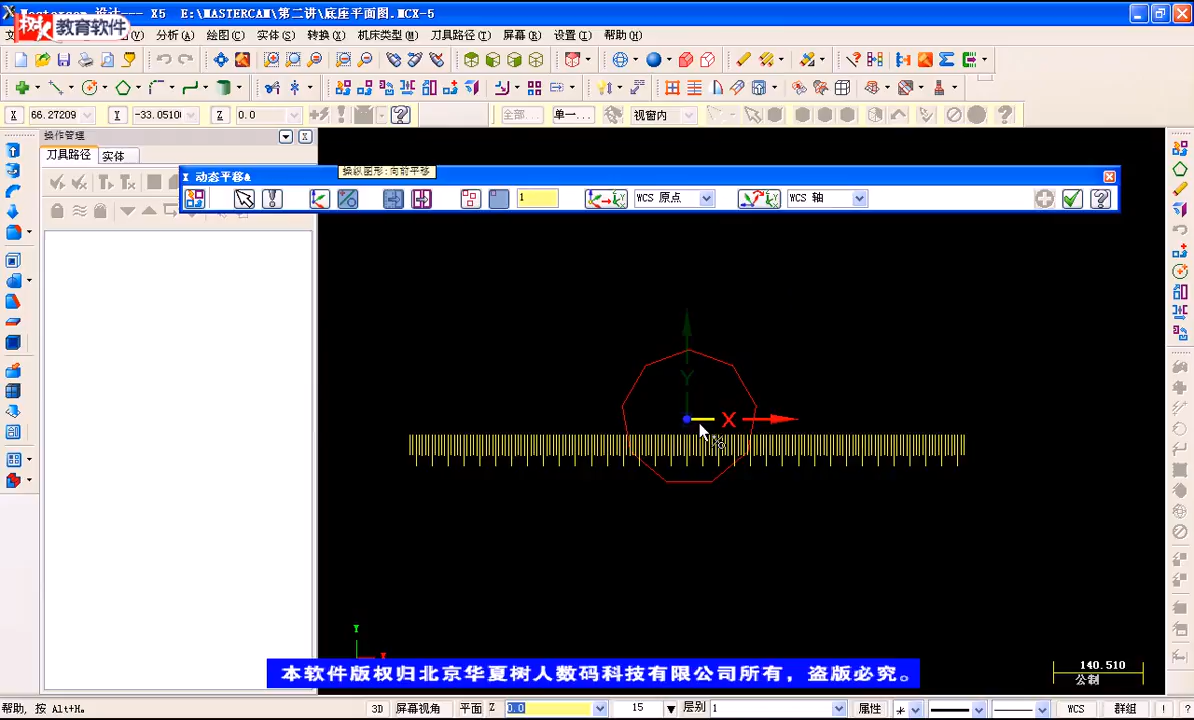 Mastercam 设计--- X5 E:\MASTERCAM\第二讲\底座平面图.MCX-5
树人 教育软件
(V) 分析(A) 绘图(C) 实体(S) 转换(X) 机床类型(M) 刀具路径(T) 屏幕(R) 设置(I) 帮助(H)
X 66.27209 Y -33.0510 Z 0.0 全部... 单一... 视窗内
操作管理
刀具路径 实体
动态平移
操纵图形:向前平移
1 WCS 原点 WCS 轴
Y
X
Y
140.510
公制
本软件版权归北京华夏树人数码科技有限公司所有，盗版必究。
帮助, 按 Alt+H。 3D 屏幕视角 平面 Z 0.0 15 层别 1 属性 WCS 群组 ! ?